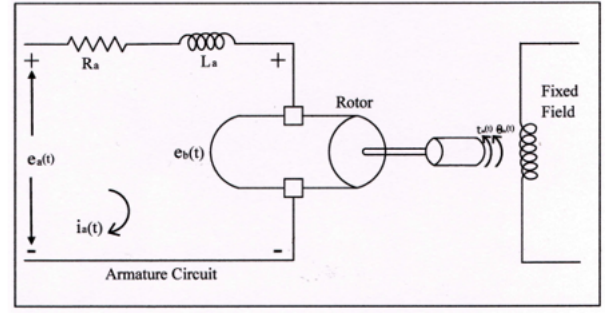 +
Ra
La
+
Rotor
Fixed
Field
eb(t)
ea(t)
ia(t)
-
-
Armature Circuit